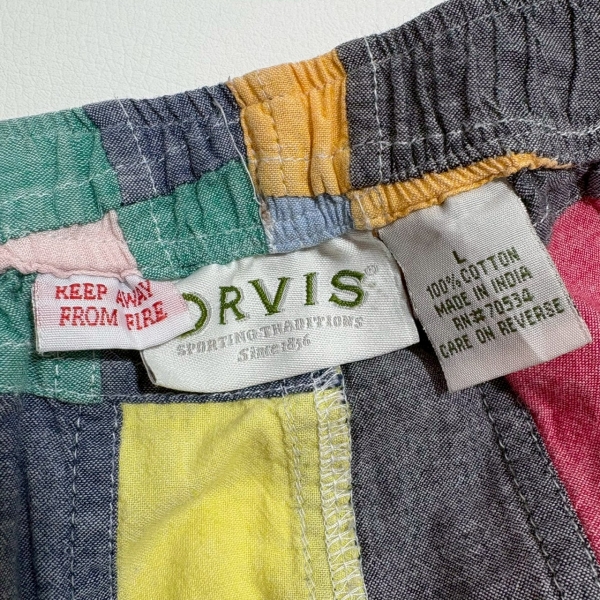 KEEP AWAY
FROM FIRE
ORVIS®
SPORTING TRADITIONS
Since 1856
L
100% COTTON
MADE IN INDIA
RN# 70534
CARE ON REVERSE